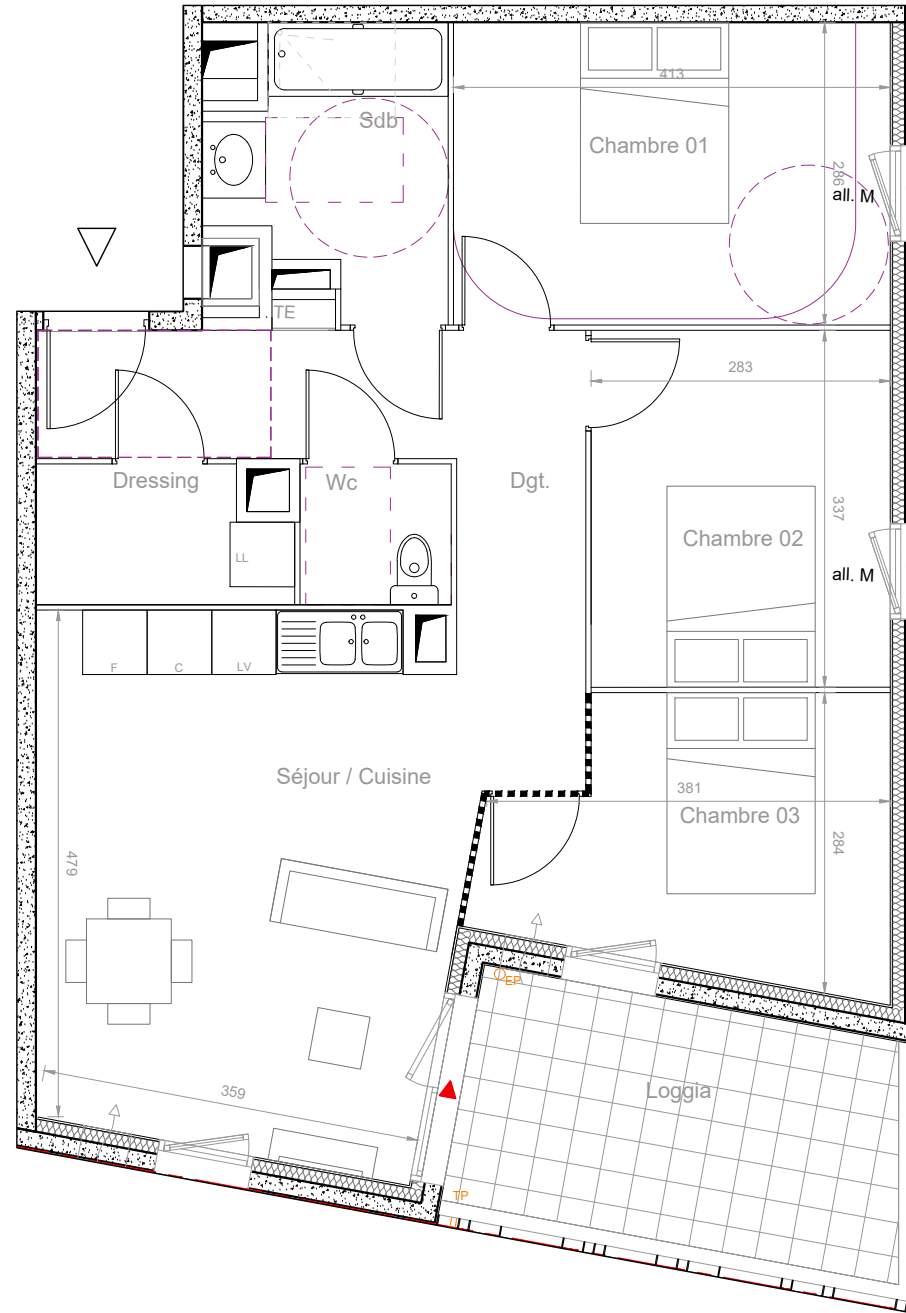 413
Sdb
Chambre 01
286
all. M
TE
283
Dressing
Wc
Dgt.
337
Chambre 02
LL
all. M
F
C
LV
Séjour / Cuisine
381
Chambre 03
479
284
EP
359
Loggia
TP